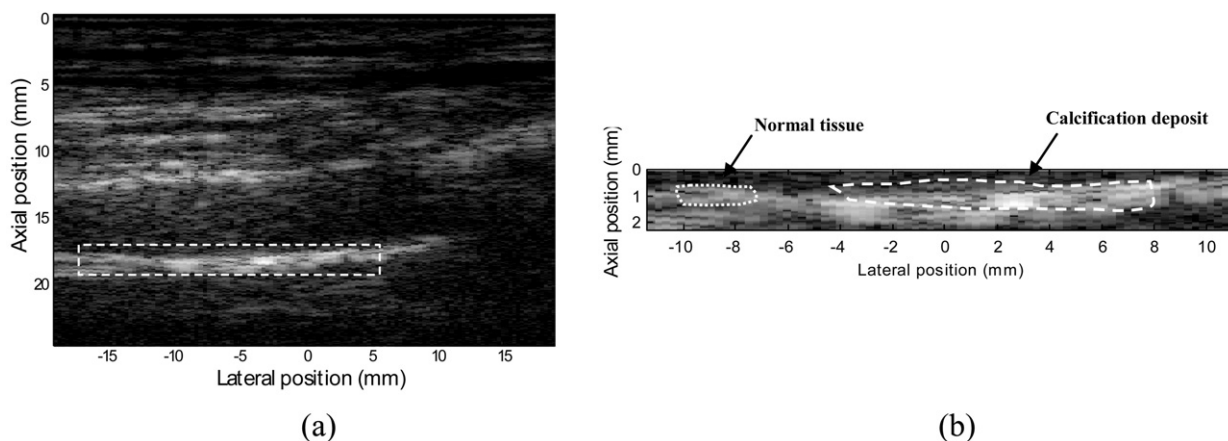 0
5
10
15
20
Axial position (mm)
-15 -10 -5 0 5 10 15
Lateral position (mm)
(a)
Normal tissue
Calcification deposit
0
1
2
Axial position (mm)
-10 -8 -6 -4 -2 0 2 4 6 8 10
Lateral position (mm)
(b)